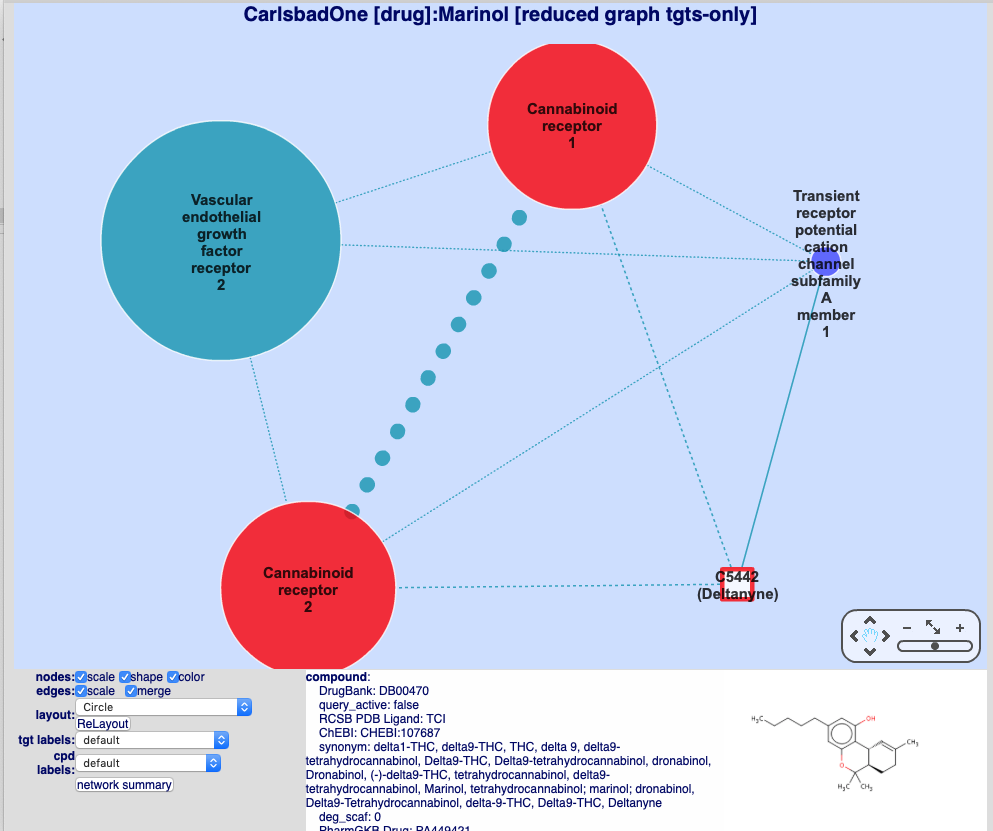 CarlsbadOne [drug]:Marinol [reduced graph tgts-only]
Cannabinoid
receptor
1
Vascular
endothelial
growth
factor
receptor
2
Transient
receptor
potential
cation
channel
subfamily
A
member
1
Cannabinoid
receptor
2
C5442
(Deltanyne)
nodes: scale shape color
edges: scale merge
layout: Circle
ReLayout
tgt labels: default
cpd
labels: default
network summary
compound:
DrugBank: DB00470
query_active: false
RCSB PDB Ligand: TCI
ChEBI: CHEBI:107687
synonym: delta1-THC, delta9-THC, THC, delta 9, delta9-
tetrahydrocannabinol, Delta9-THC, Delta9-tetrahydrocannabinol, dronabinol,
Dronabinol, (-)-delta9-THC, tetrahydrocannabinol, delta9-
tetrahydrocannabinol, Marinol, tetrahydrocannabinol; marinol; dronabinol,
Delta9-Tetrahydrocannabinol, delta-9-THC, Delta9-THC, Deltanyne
deg_scaf: 0
PharmGKB Drug: PA449421
H₃C
OH
CH₃
O
H₃C CH₃